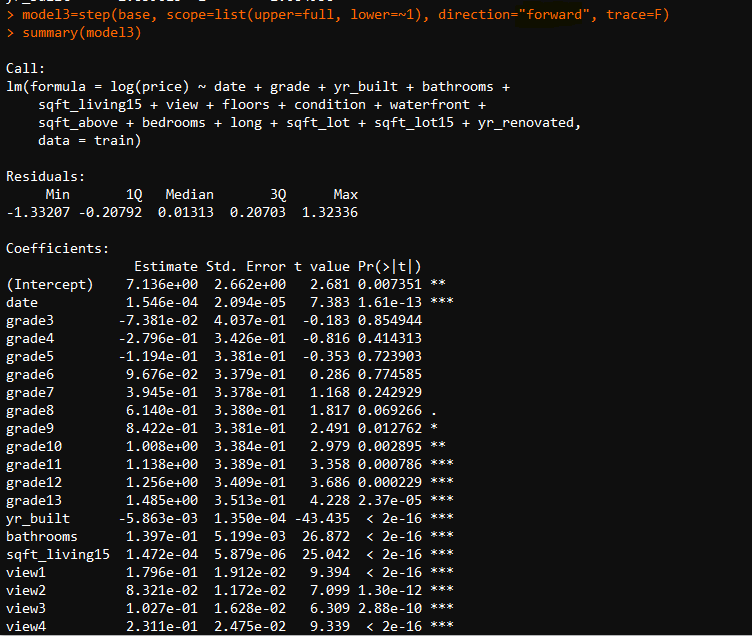 > model3=step(base, scope=list(upper=full, lower=~1), direction="forward", trace=F)
> summary(model3)
Call:
lm(formula = log(price) ~ date + grade + yr_built + bathrooms +
sqft_living15 + view + floors + condition + waterfront +
sqft_above + bedrooms + long + sqft_lot + sqft_lot15 + yr_renovated,
data = train)
Residuals:
Min 1Q Median 3Q Max
-1.33207 -0.20792 0.01313 0.20703 1.32336
Coefficients:
Estimate Std. Error t value Pr(>|t|)
(Intercept) 7.136e+00 2.662e+00 2.681 0.007351 **
date 1.546e-04 2.094e-05 7.383 1.61e-13 ***
grade3 -7.381e-02 4.037e-01 -0.183 0.854944
grade4 -2.796e-01 3.426e-01 -0.816 0.414313
grade5 -1.194e-01 3.381e-01 -0.353 0.723903
grade6 9.676e-02 3.379e-01 0.286 0.774585
grade7 3.945e-01 3.378e-01 1.168 0.242929
grade8 6.140e-01 3.380e-01 1.817 0.069266 .
grade9 8.422e-01 3.381e-01 2.491 0.012762 *
grade10 1.008e+00 3.384e-01 2.979 0.002895 **
grade11 1.138e+00 3.389e-01 3.358 0.000786 ***
grade12 1.256e+00 3.409e-01 3.686 0.000229 ***
grade13 1.485e+00 3.513e-01 4.228 2.37e-05 ***
yr_built -5.863e-03 1.350e-04 -43.435 < 2e-16 ***
bathrooms 1.397e-01 5.199e-03 26.872 < 2e-16 ***
sqft_living15 1.472e-04 5.879e-06 25.042 < 2e-16 ***
view1 1.796e-01 1.912e-02 9.394 < 2e-16 ***
view2 8.321e-02 1.172e-02 7.099 1.30e-12 ***
view3 1.027e-01 1.628e-02 6.309 2.88e-10 ***
view4 2.311e-01 2.475e-02 9.339 < 2e-16 ***